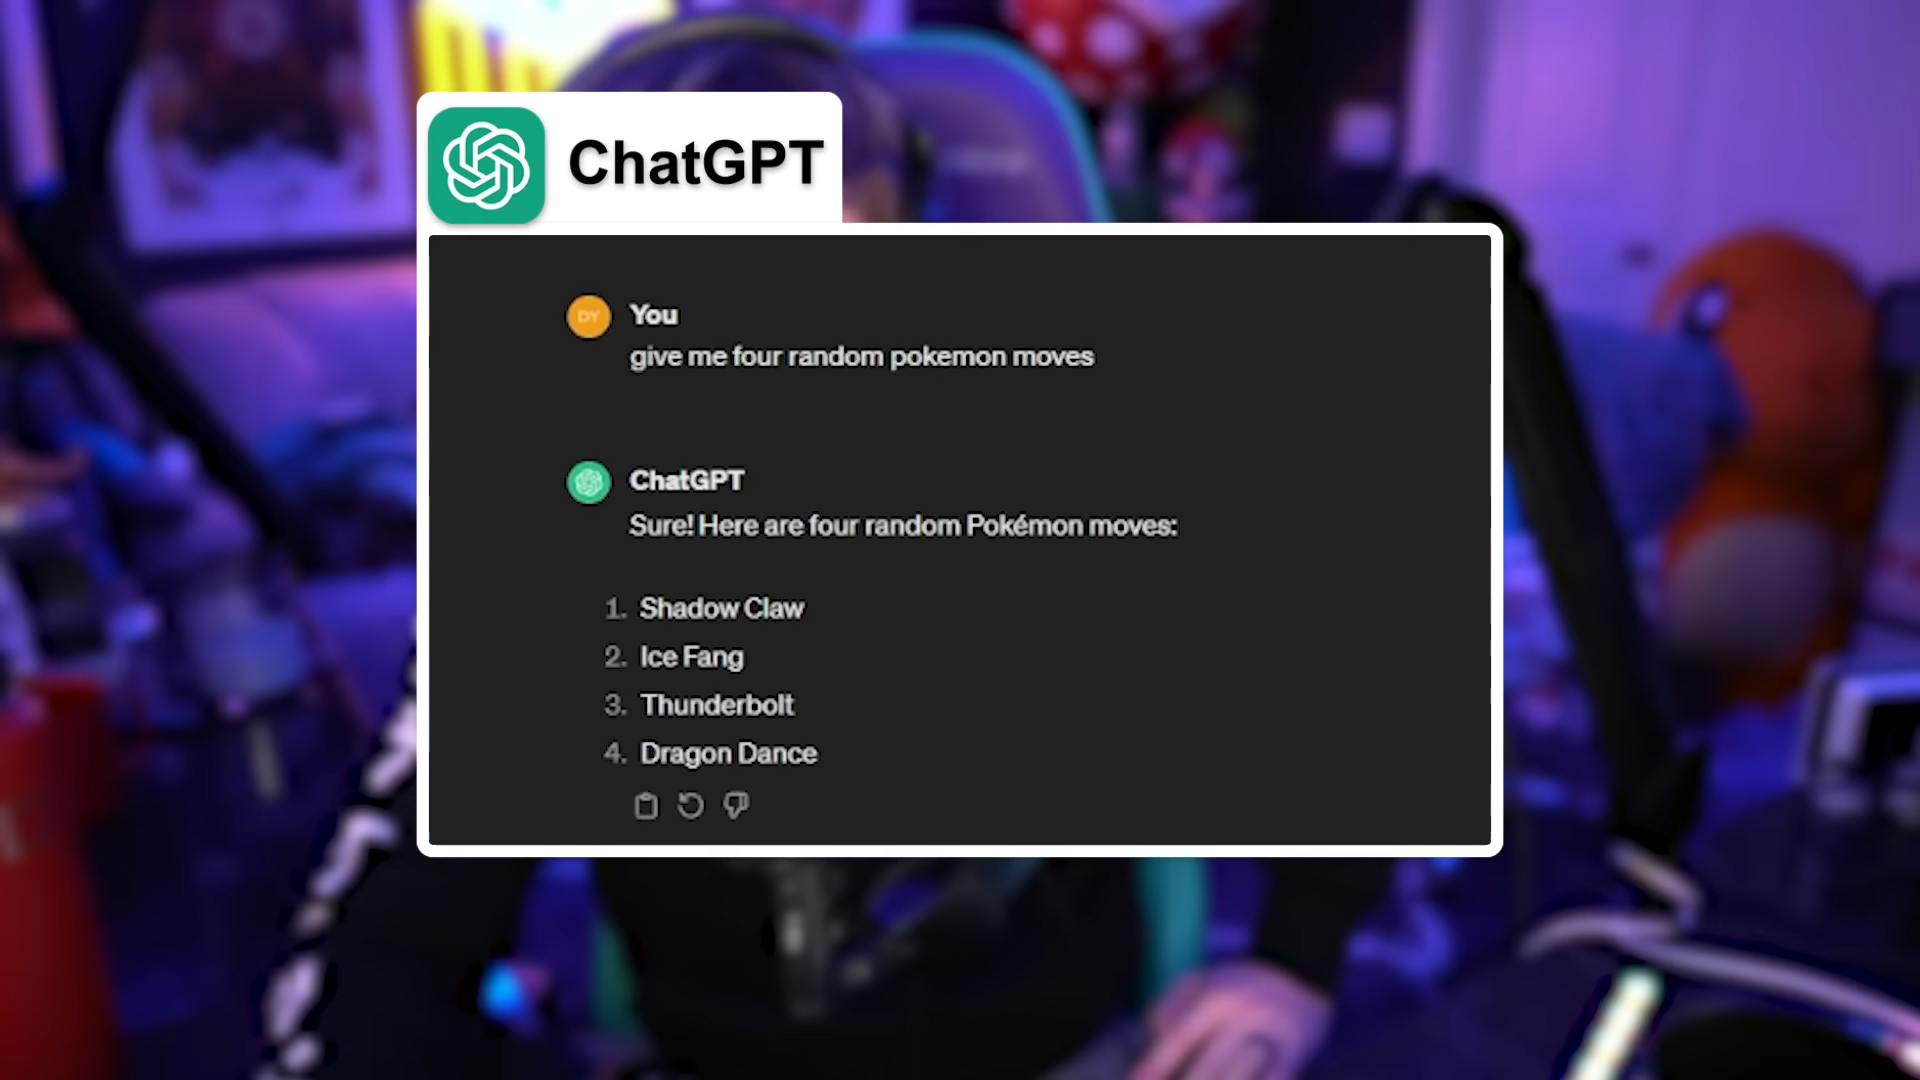 ChatGPT
DY
You
give me four random pokemon moves
ChatGPT
Sure! Here are four random Pokémon moves:
1. Shadow Claw
2. Ice Fang
3. Thunderbolt
4. Dragon Dance